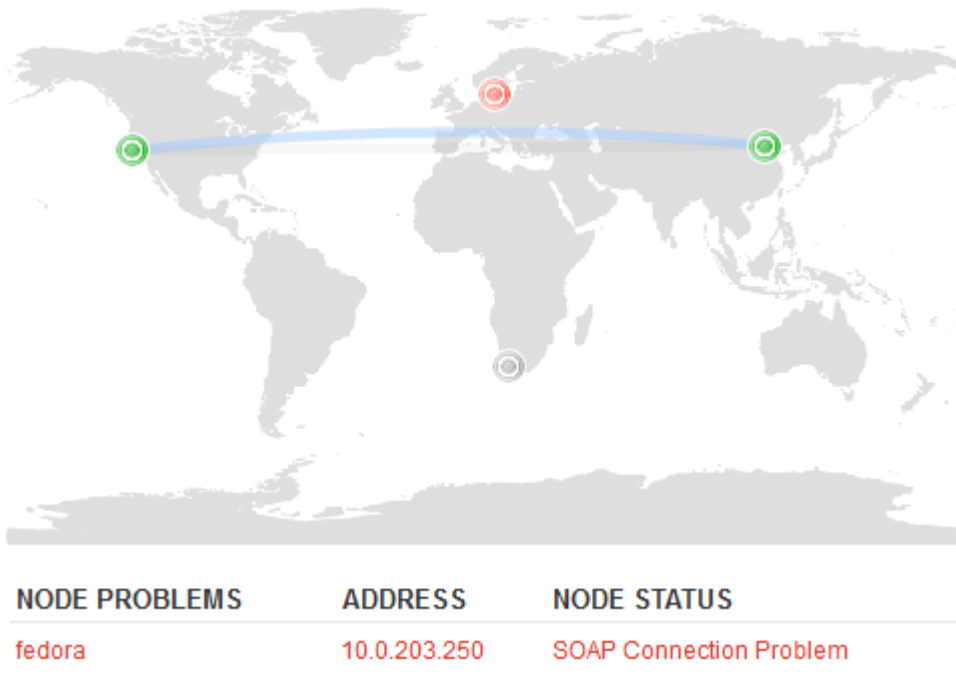 NODE PROBLEMS ADDRESS NODE STATUS
fedora 10.0.203.250 SOAP Connection Problem